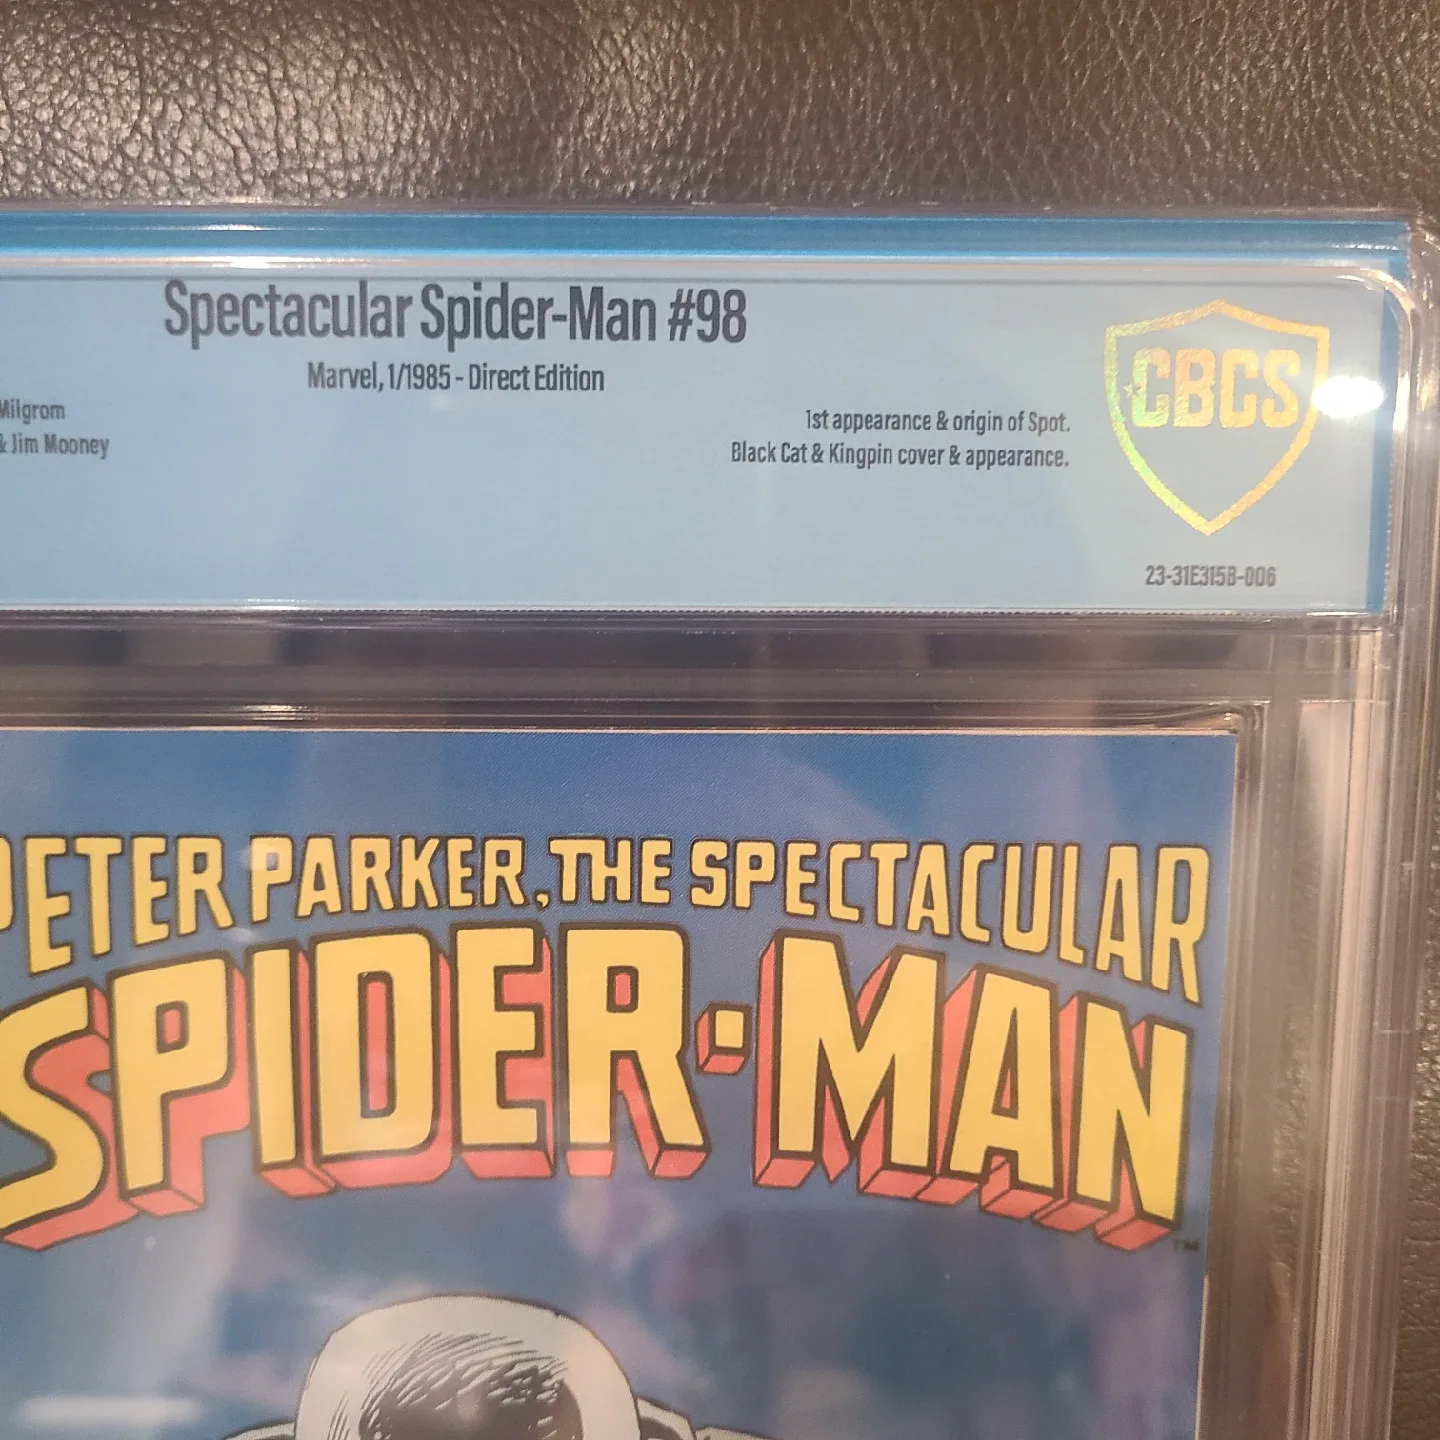 Spectacular Spider-Man #98
Marvel, 1/1985 - Direct Edition
Milgrom
& Jim Mooney
1st appearance & origin of Spot.
Black Cat & Kingpin cover & appearance.
CBCS
23-31E315B-006
PETER PARKER, THE SPECTACULAR
SPIDER-MAN
TM